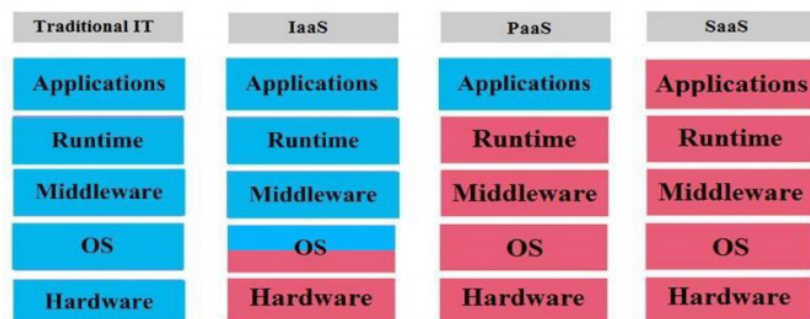 Traditional IT IaaS PaaS SaaS
Applications Applications Applications Applications
Runtime Runtime Runtime Runtime
Middleware Middleware Middleware Middleware
OS OS OS OS
Hardware Hardware Hardware Hardware